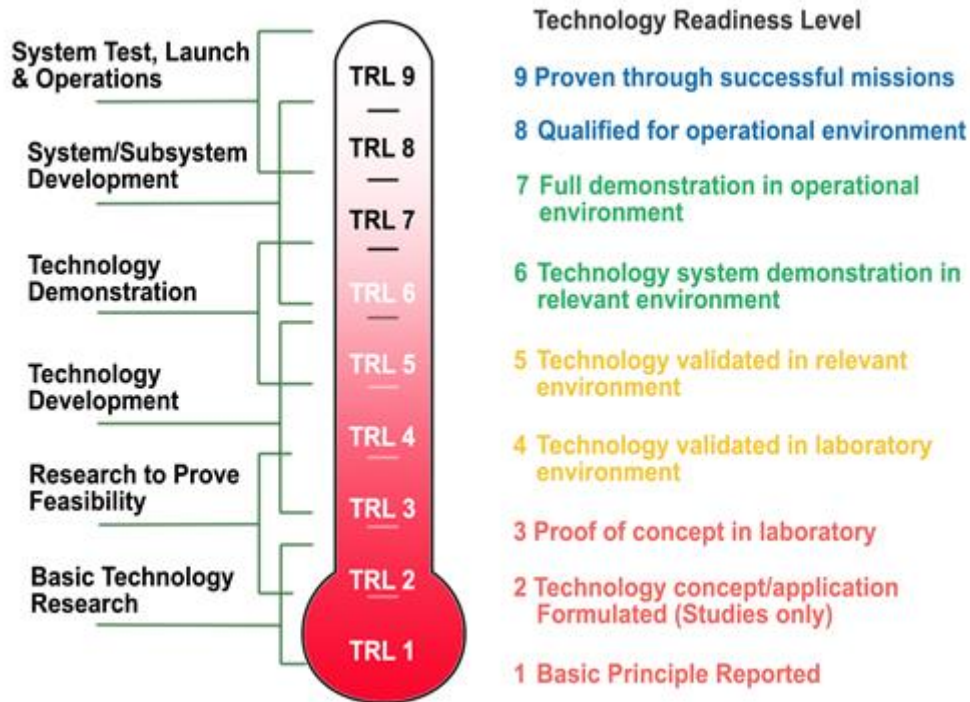 System Test, Launch
& Operations
System/Subsystem
Development
Technology
Demonstration
Technology
Development
Research to Prove
Feasibility
Basic Technology
Research
TRL 9
TRL 8
TRL 7
TRL 6
TRL 5
TRL 4
TRL 3
TRL 2
TRL 1
Technology Readiness Level
9 Proven through successful missions
8 Qualified for operational environment
7 Full demonstration in operational
environment
6 Technology system demonstration in
relevant environment
5 Technology validated in relevant
environment
4 Technology validated in laboratory
environment
3 Proof of concept in laboratory
2 Technology concept/application
Formulated (Studies only)
1 Basic Principle Reported